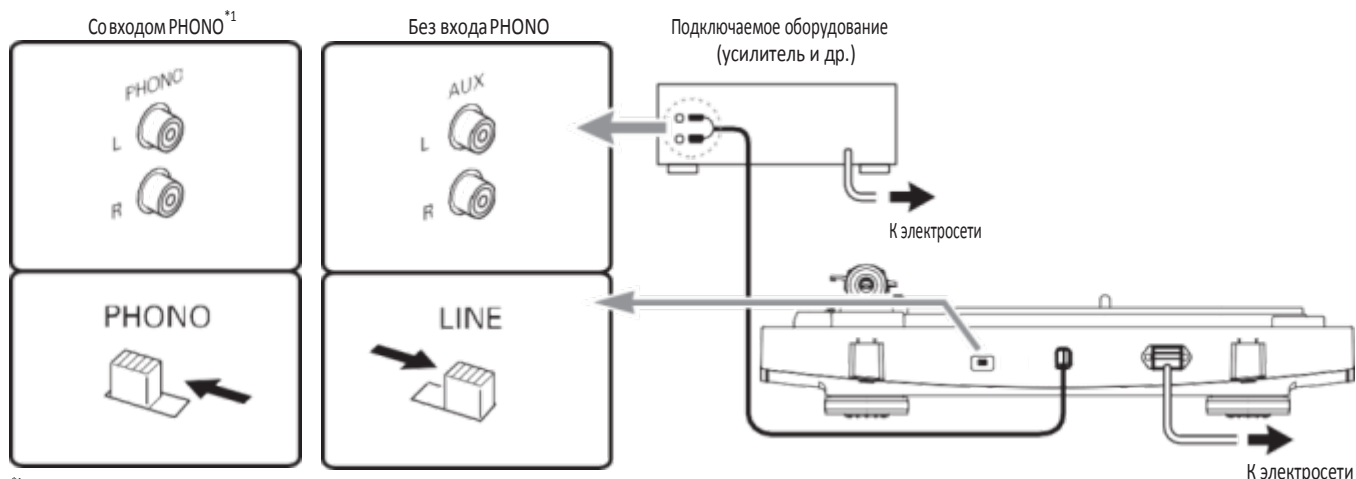 Со входом PHONO*1
PHONO
L
R
PHONO
Без входа PHONO
AUX
L
R
LINE
Подключаемое оборудование
(усилитель и др.)
К электросети
К электросети